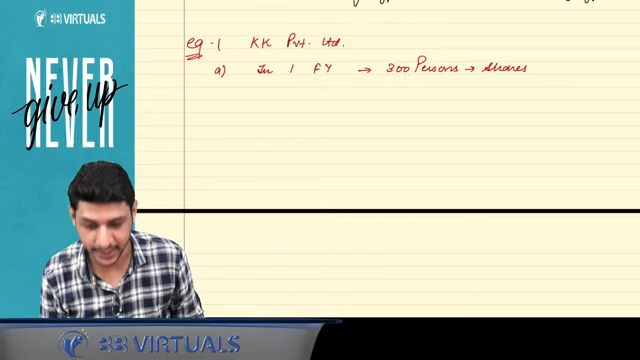 BB VIRTUALS
NEVER
give up
NEVER
eg-1 KK Pvt. Ltd.
a) In 1 FY → 300 Persons → Shares
BB VIRTUALS